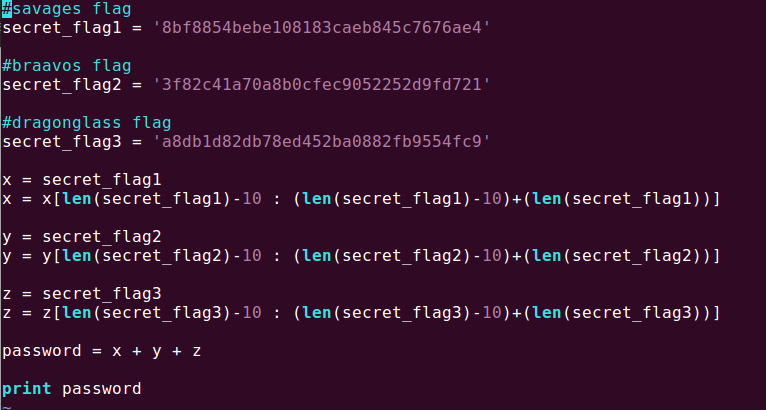 #savages flag
secret_flag1 = '8bf8854bebe108183caeb845c7676ae4'
#braavos flag
secret_flag2 = '3f82c41a70a8b0cfec9052252d9fd721'
#dragonglass flag
secret_flag3 = 'a8db1d82db78ed452ba0882fb9554fc9'
x = secret_flag1
x = x[len(secret_flag1)-10 : (len(secret_flag1)-10)+(len(secret_flag1))]
y = secret_flag2
y = y[len(secret_flag2)-10 : (len(secret_flag2)-10)+(len(secret_flag2))]
z = secret_flag3
z = z[len(secret_flag3)-10 : (len(secret_flag3)-10)+(len(secret_flag3))]
password = x + y + z
print password
~